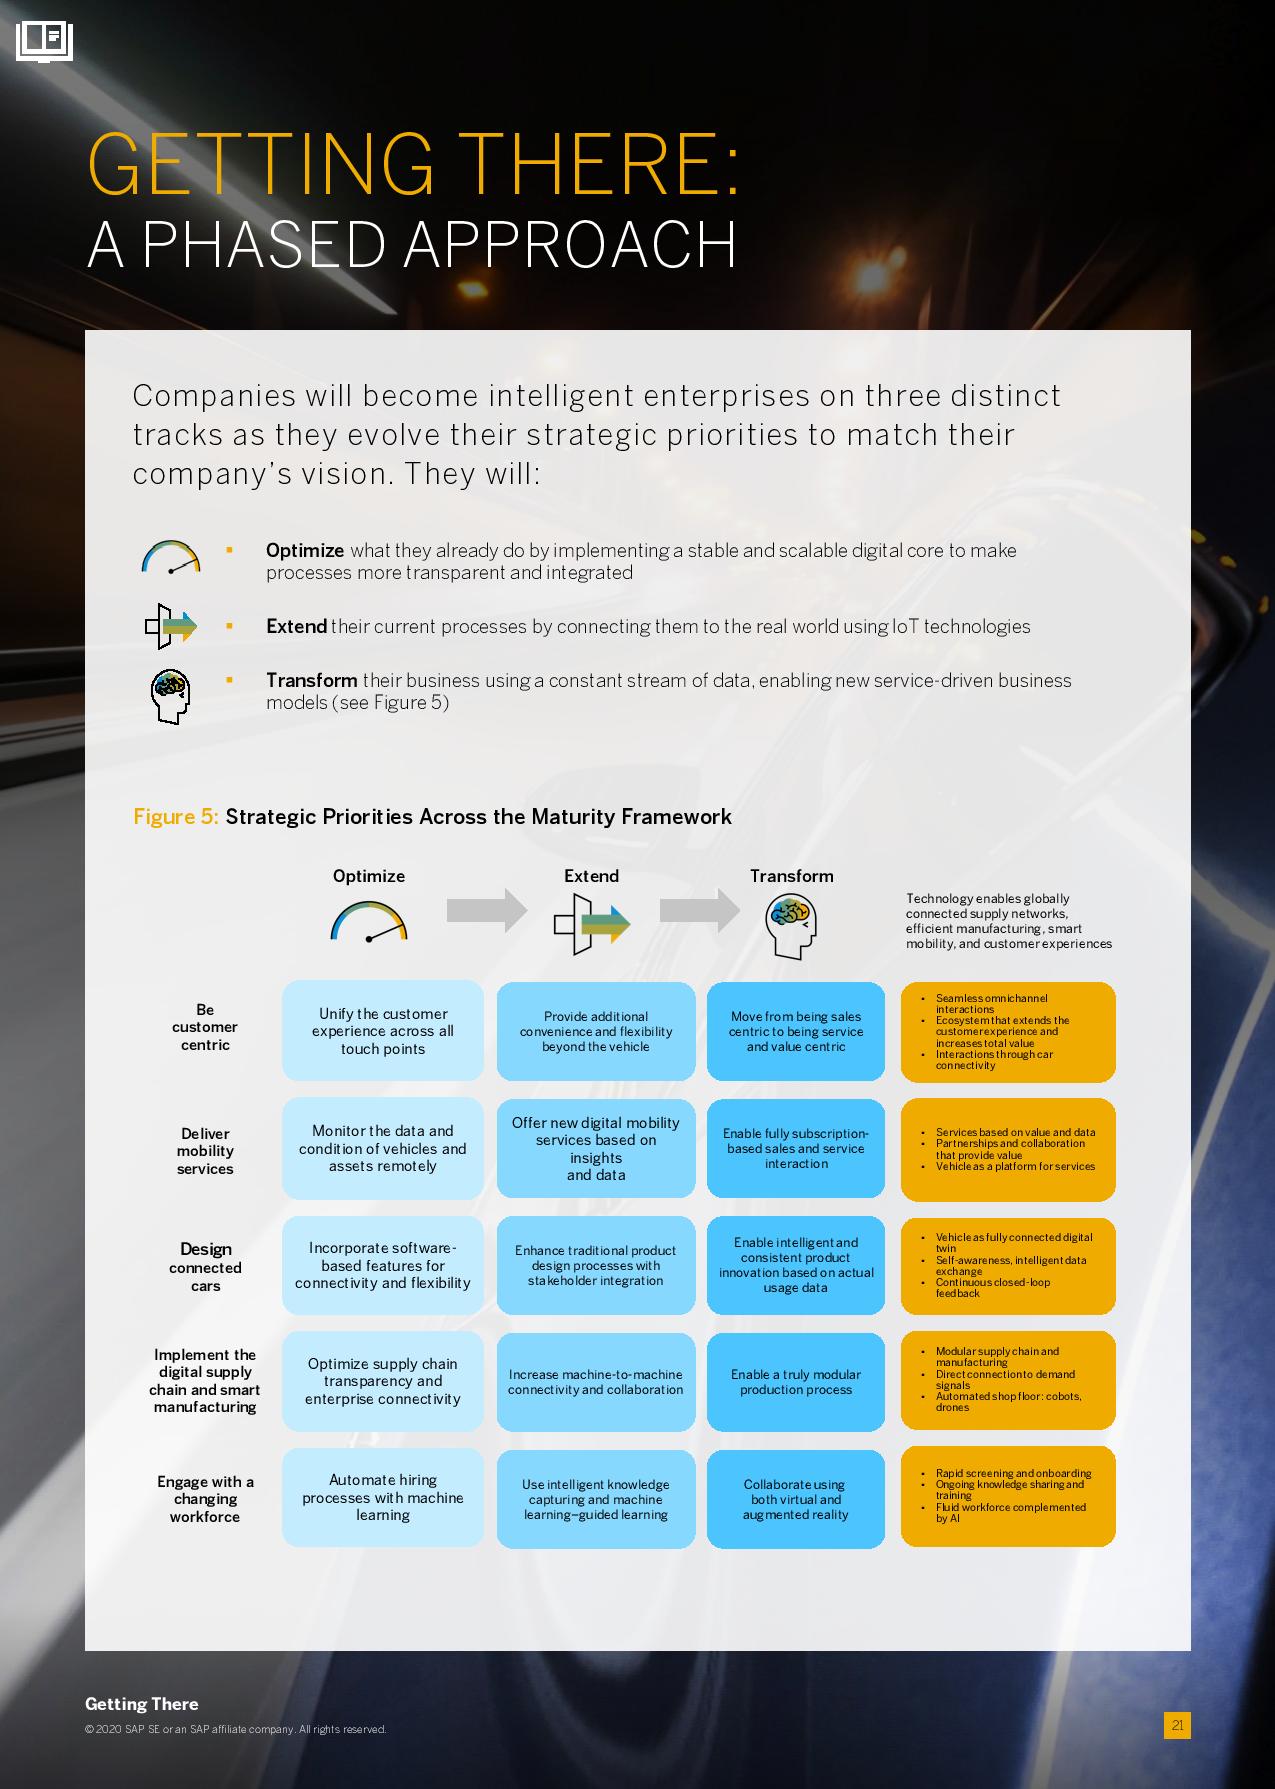 GETTING THERE:
A PHASED APPROACH
Companies will become intelligent enterprises on three distinct
tracks as they evolve their strategic priorities to match their
company’s vision. They will:
▪ Optimize what they already do by implementing a stable and scalable digital core to make
processes more transparent and integrated
▪ Extend their current processes by connecting them to the real world using IoT technologies
▪ Transform their business using a constant stream of data, enabling new service-driven business
models (see Figure 5)
Figure 5: Strategic Priorities Across the Maturity Framework
Optimize
Extend
Transform
Technology enables globally
connected supply networks,
efficient manufacturing, smart
mobility, and customer experiences
Be
customer
centric
Unify the customer
experience across all
touch points
Provide additional
convenience and flexibility
beyond the vehicle
Move from being sales
centric to being service
and value centric
• Seamless omnichannel
interactions
• Ecosystem that extends the
customer experience and
increases total value
• Interactions through car
connectivity
Deliver
mobility
services
Monitor the data and
condition of vehicles and
assets remotely
Offer new digital mobility
services based on
insights
and data
Enable fully subscription-
based sales and service
interaction
• Services based on value and data
• Partnerships and collaboration
that provide value
• Vehicle as a platform for services
Design
connected
cars
Incorporate software-
based features for
connectivity and flexibility
Enhance traditional product
design processes with
stakeholder integration
Enable intelligent and
consistent product
innovation based on actual
usage data
• Vehicle as fully connected digital
twin
• Self-awareness, intelligent data
exchange
• Continuous closed-loop
feedback
Implement the
digital supply
chain and smart
manufacturing
Optimize supply chain
transparency and
enterprise connectivity
Increase machine-to-machine
connectivity and collaboration
Enable a truly modular
production process
• Modular supply chain and
manufacturing
• Direct connection to demand
signals
• Automated shop floor: cobots,
drones
Engage with a
changing
workforce
Automate hiring
processes with machine
learning
Use intelligent knowledge
capturing and machine
learning–guided learning
Collaborate using
both virtual and
augmented reality
• Rapid screening and onboarding
• Ongoing knowledge sharing and
training
• Fluid workforce complemented
by AI
Getting There
© 2020 SAP SE or an SAP affiliate company. All rights reserved.
21